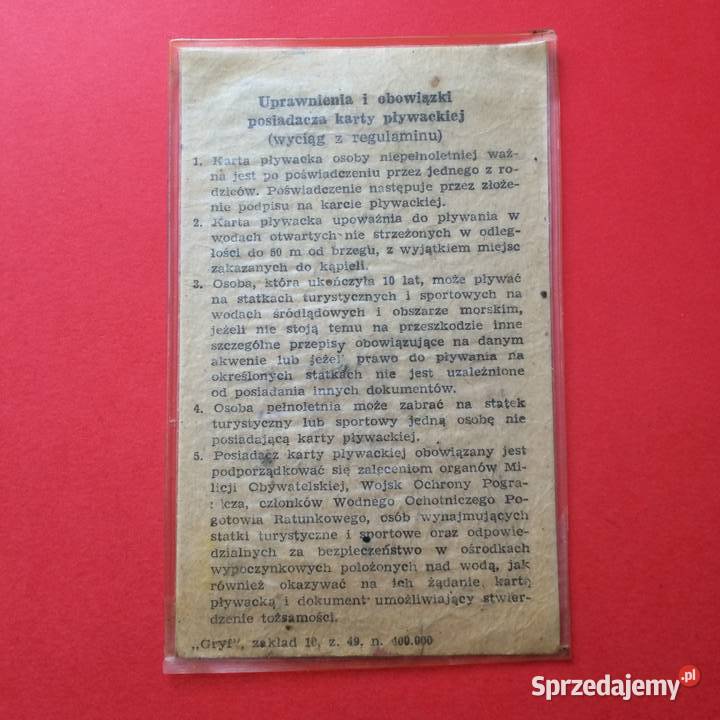 Uprawnienia i obowiązki
posiadacza karty pływackiej
(wyciąg z regulaminu)
1. Karta pływacka osoby niepełnoletniej waż-
na jest po poświadczeniu przez jednego z ro-
dziców. Poświadczenie następuje przez złoże-
nie podpisu na karcie pływackiej.
2. Karta pływacka upoważnia do pływania w
wodach otwartych nie strzeżonych w odleg-
łości do 50 m od brzegu, z wyjątkiem miejsc
zakazanych do kąpieli.
3. Osoba, która ukończyła 10 lat, może pływać
na statkach turystycznych i sportowych na
wodach śródlądowych i obszarze morskim,
jeżeli nie stoją temu na przeszkodzie inne
szczególne przepisy obowiązujące na danym
akwenie lub jeżeli prawo do pływania na
określonych statkach nie jest uzależnione
od posiadania innych dokumentów.
4. Osoba pełnoletnia może zabrać na statek
turystyczny lub sportowy jedną osobę nie
posiadającą karty pływackiej.
5. Posiadacz karty pływackiej obowiązany jest
podporządkować się zaleceniom organów Mi-
licji Obywatelskiej, Wojsk Ochrony Pogra-
nicza, członków Wodnego Ochotniczego Po-
gotowia Ratunkowego, osób wynajmujących
statki turystyczne i sportowe oraz odpowie-
dzialnych za bezpieczeństwo w ośrodkach
wypoczynkowych położonych nad wodą, jak
również okazywać na ich żądanie kartę
pływacką i dokument umożliwiający stwier-
dzenie tożsamości.
„Gryf", zakład 10, z. 49, n. 400.000
Sprzedajemy.pl